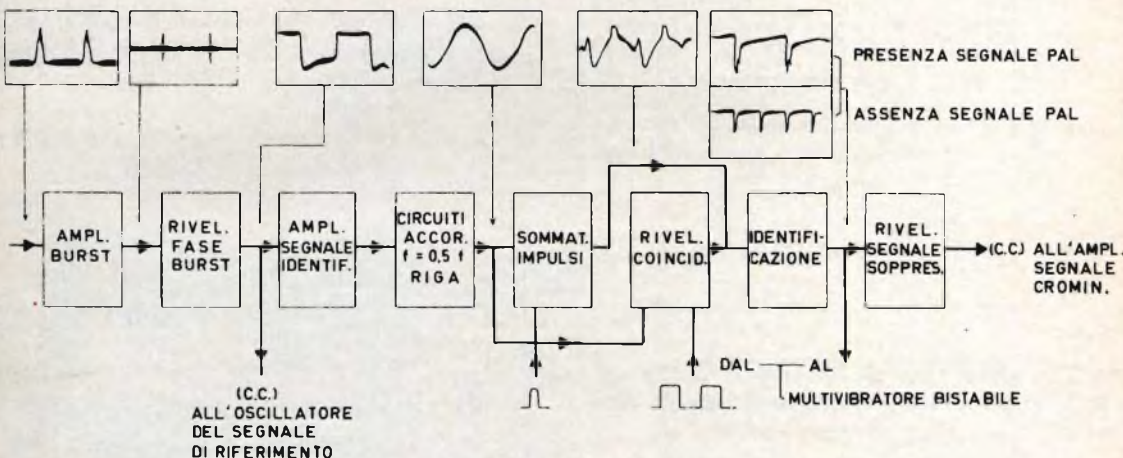 PRESENZA SEGNALE PAL
ASSENZA SEGNALE PAL
AMPL.
BURST
RIVEL.
FASE
BURST
AMPL.
SEGNALE
IDENTIF.
CIRCUITI
ACCOR.
f = 0,5 f
RIGA
SOMMAT.
IMPULSI
RIVEL.
COINCID.
IDENTIFI-
CAZIONE
RIVEL.
SEGNALE
SOPPRES.
(C.C.) ALL'AMPL.
SEGNALE
CROMIN.
(C.C.)
ALL'OSCILLATORE
DEL SEGNALE
DI RIFERIMENTO
DAL AL
MULTIVIBRATORE BISTABILE